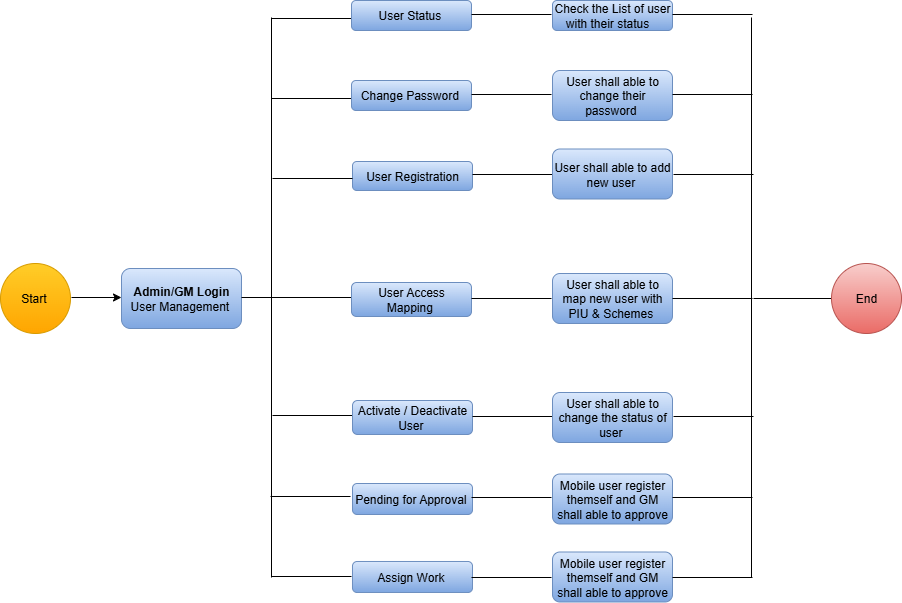 User Status
Check the List of user
with their status
Change Password
User shall able to
change their
password
User Registration
User shall able to add
new user
Start
Admin/GM Login
User Management
User Access
Mapping
User shall able to
map new user with
PIU & Schemes
End
Activate / Deactivate
User
User shall able to
change the status of
user
Pending for Approval
Mobile user register
themself and GM
shall able to approve
Assign Work
Mobile user register
themself and GM
shall able to approve